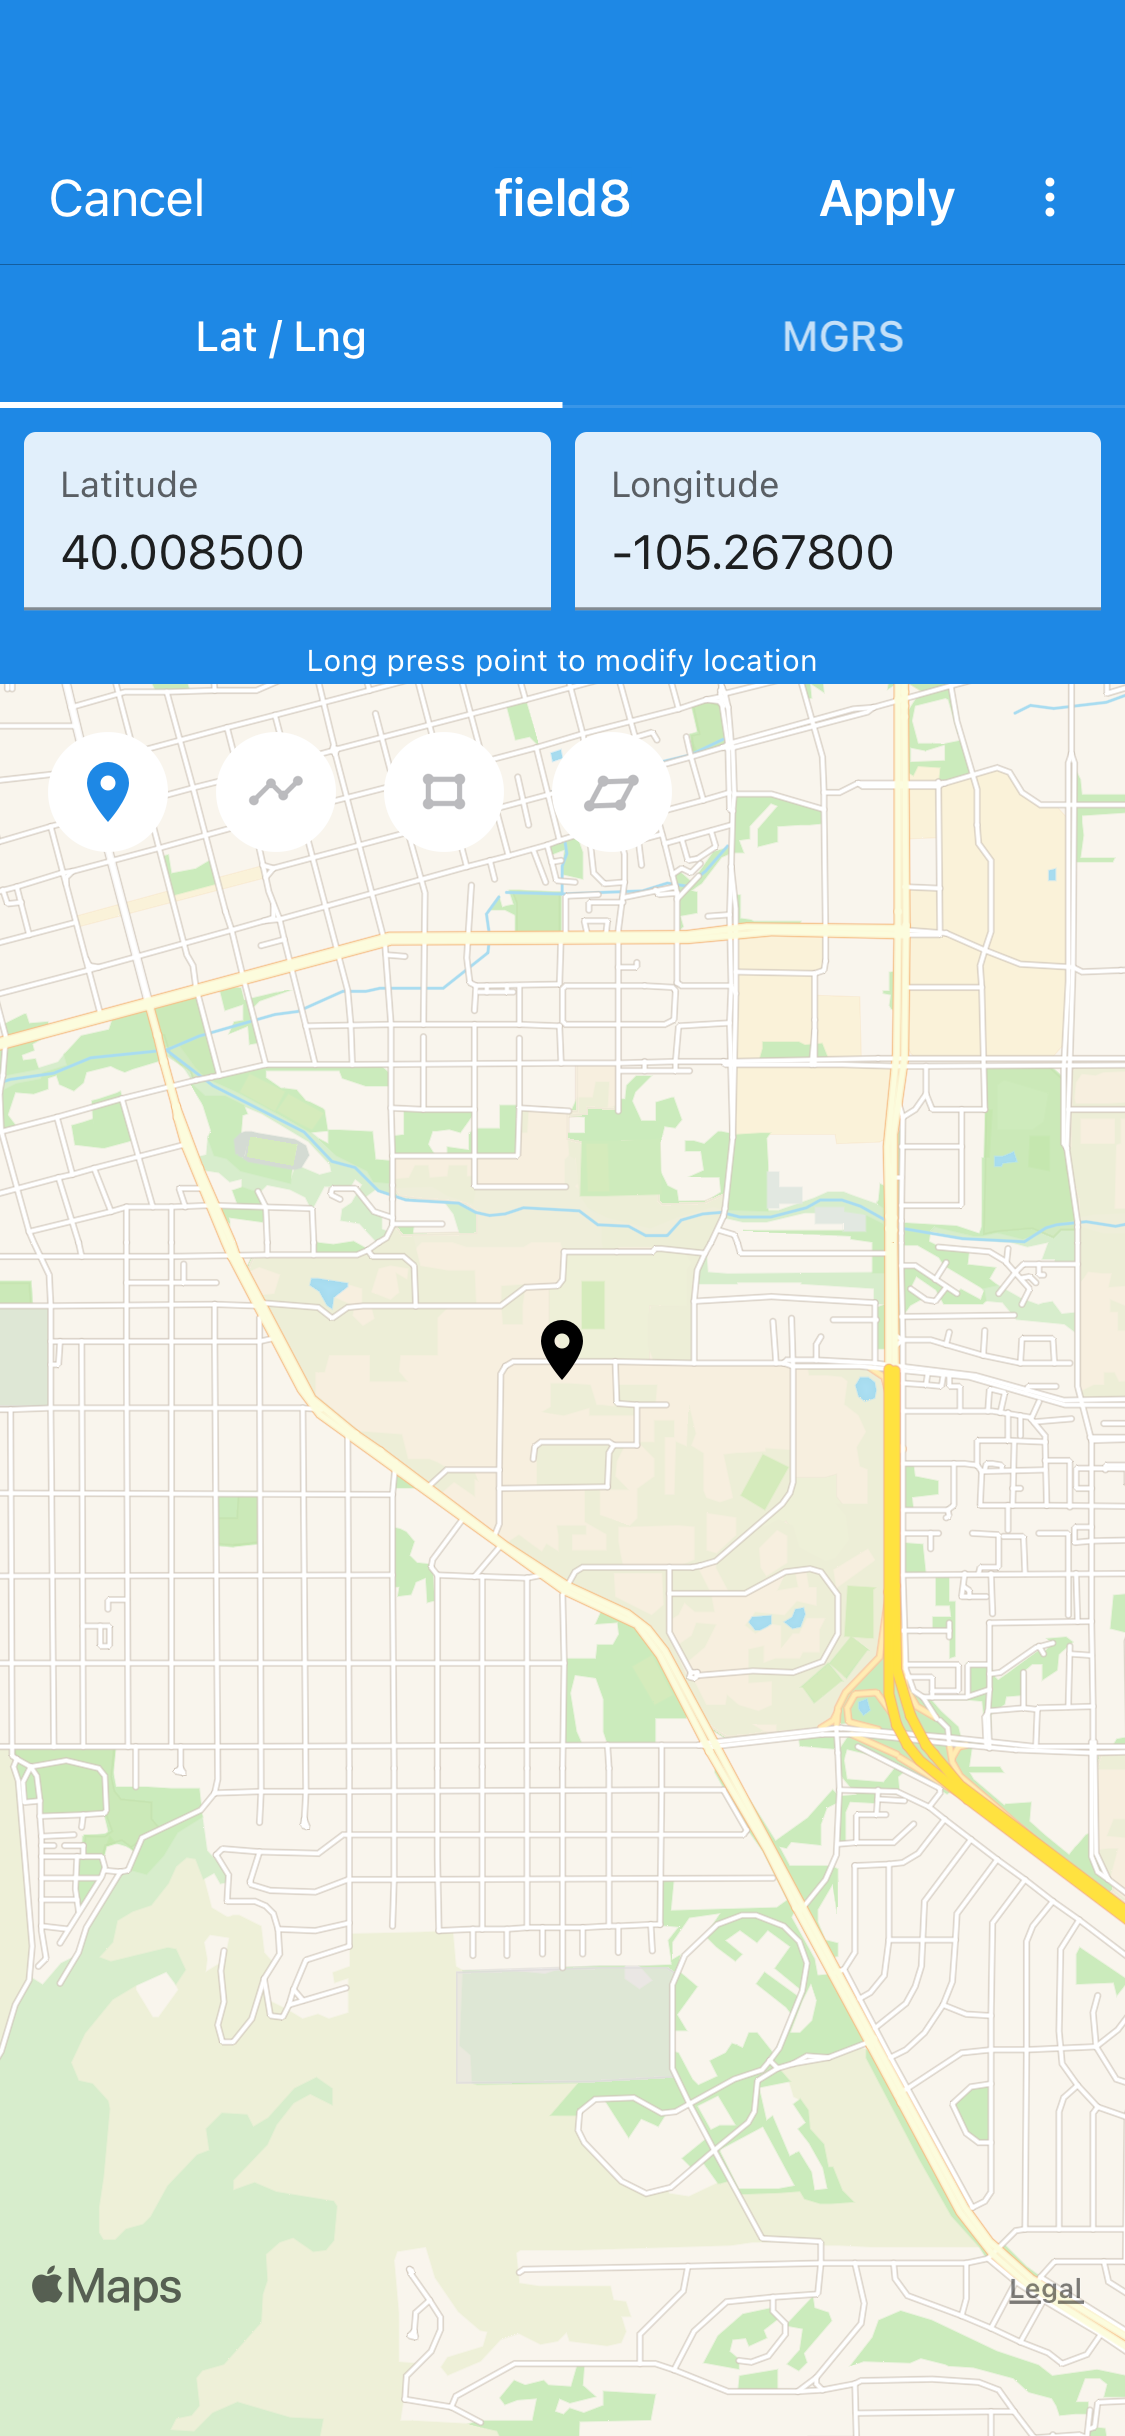 Cancel
field8
Apply
Lat / Lng
MGRS
Latitude
40.008500
Longitude
-105.267800
Long press point to modify location
Maps
Legal